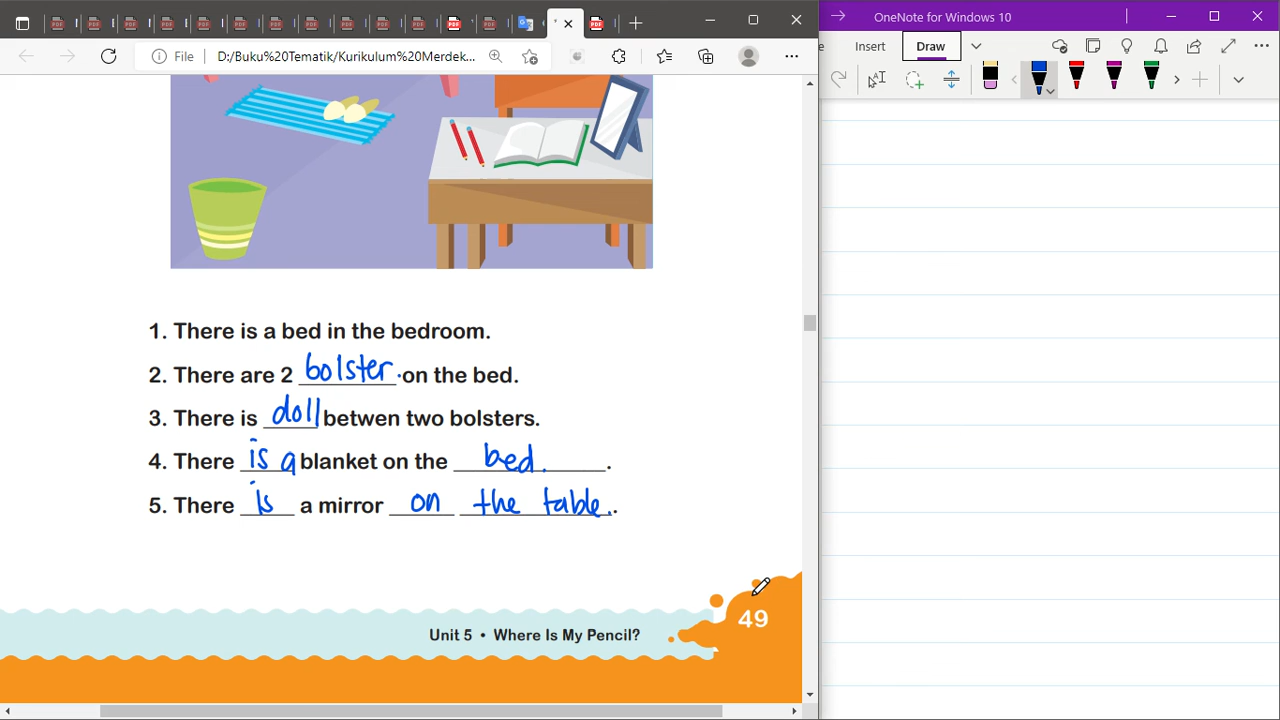 File D:/Buku%20Tematik/Kurikulum%20Merdek...
OneNote for Windows 10
Insert Draw
1. There is a bed in the bedroom.
2. There are 2 bolster. on the bed.
3. There is doll betwen two bolsters.
4. There is a blanket on the bed. .
5. There is a mirror on the table. .
Unit 5 • Where Is My Pencil?
49